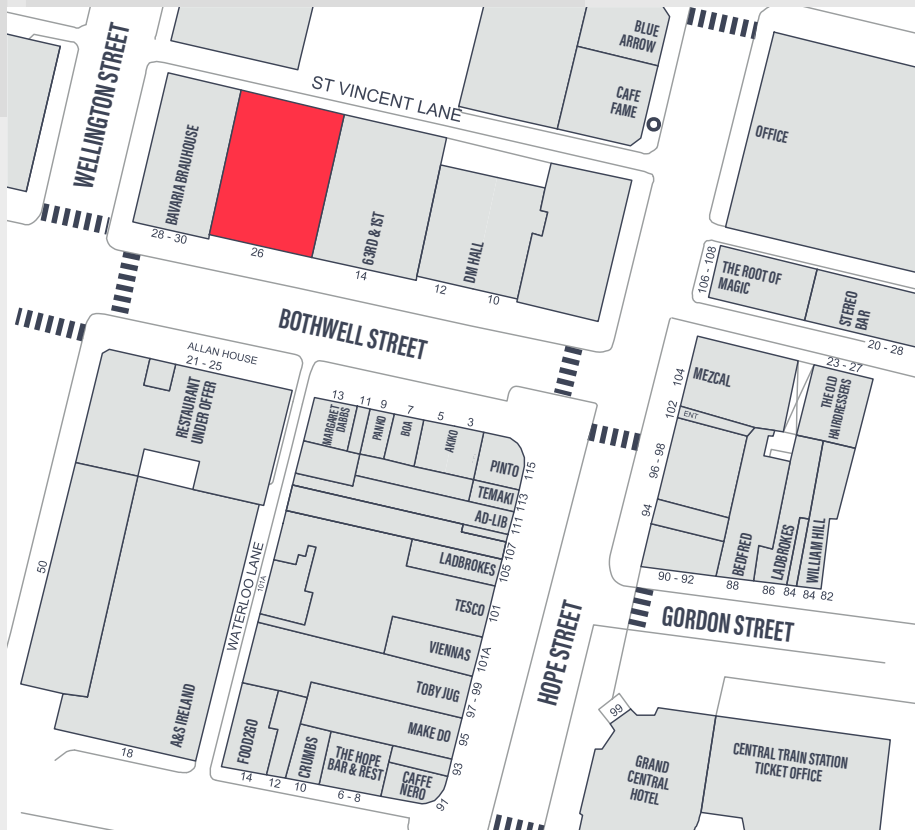 WELLINGTON STREET
ST VINCENT LANE
BLUE
ARROW
CAFE
FAME
OFFICE
BAVARIA BRAUHOUSE
28 - 30
26
63RD & 1ST
14
DM HALL
12
10
106 - 108
THE ROOT OF
MAGIC
STEREO
BAR
20 - 28
BOTHWELL STREET
ALLAN HOUSE
21 - 25
RESTAURANT
UNDER OFFER
50
A&S IRELAND
18
WATERLOO LANE
101A
13
11
9
7
5
3
MARGARET
DABBS
PANKO
BOA
AKIKO
PINTO
115
TEMAKI
113
AD-LIB
111
107
LADBROKES
105
TESCO
101
VIENNAS
101A
TOBY JUG
97 - 99
MAKE DO
95
93
FOOD2GO
CRUMBS
THE HOPE
BAR & REST
CAFFE
NERO
91
14
12
10
6 - 8
HOPE STREET
104
MEZCAL
102
ENT
96 - 98
94
90 - 92
23 - 27
THE OLD
HAIRDRESSERS
BEDFRED
LADBROKES
WILLIAM HILL
88
86
84
84
82
GORDON STREET
99
GRAND
CENTRAL
HOTEL
CENTRAL TRAIN STATION
TICKET OFFICE